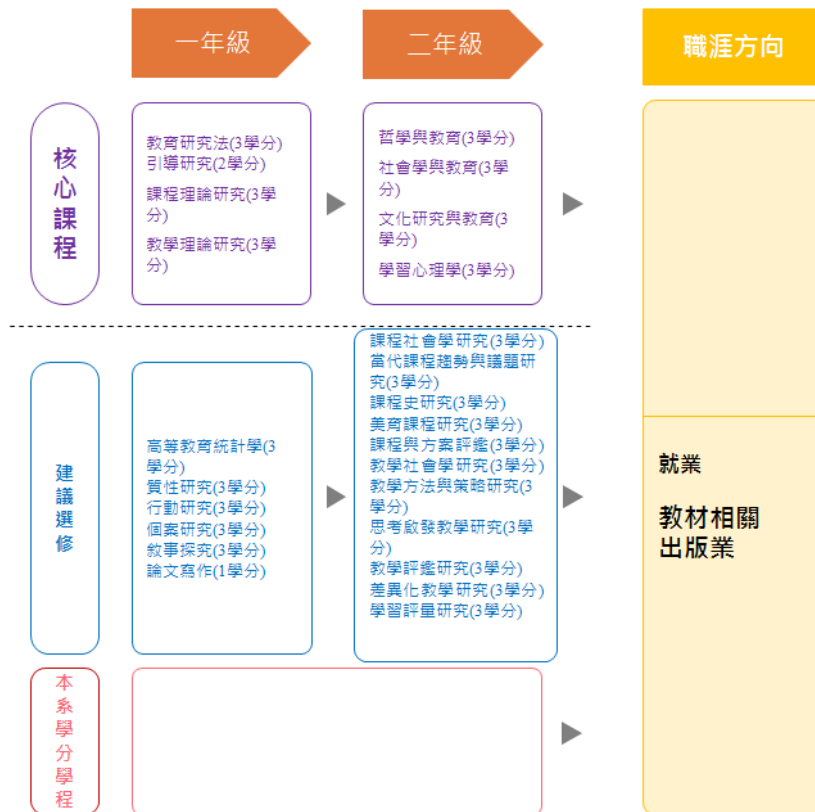 一年級
二年級
職涯方向
核
心
課
程
教育研究法(3學分)
引導研究(2學分)
課程理論研究(3學
分)
教學理論研究(3學
分)
哲學與教育(3學分)
社會學與教育(3學
分)
文化研究與教育(3
學分)
學習心理學(3學分)
建
議
選
修
高等教育統計學(3
學分)
質性研究(3學分)
行動研究(3學分)
個案研究(3學分)
敘事探究(3學分)
論文寫作(1學分)
課程社會學研究(3學分)
當代課程趨勢與議題研
究(3學分)
課程史研究(3學分)
美育課程研究(3學分)
課程與方案評鑑(3學分)
教學社會學研究(3學分)
教學方法與策略研究(3
學分)
思考啟發教學研究(3學
分)
教學評鑑研究(3學分)
差異化教學研究(3學分)
學習評量研究(3學分)
就業
教材相關
出版業
本
系
學
分
學
程